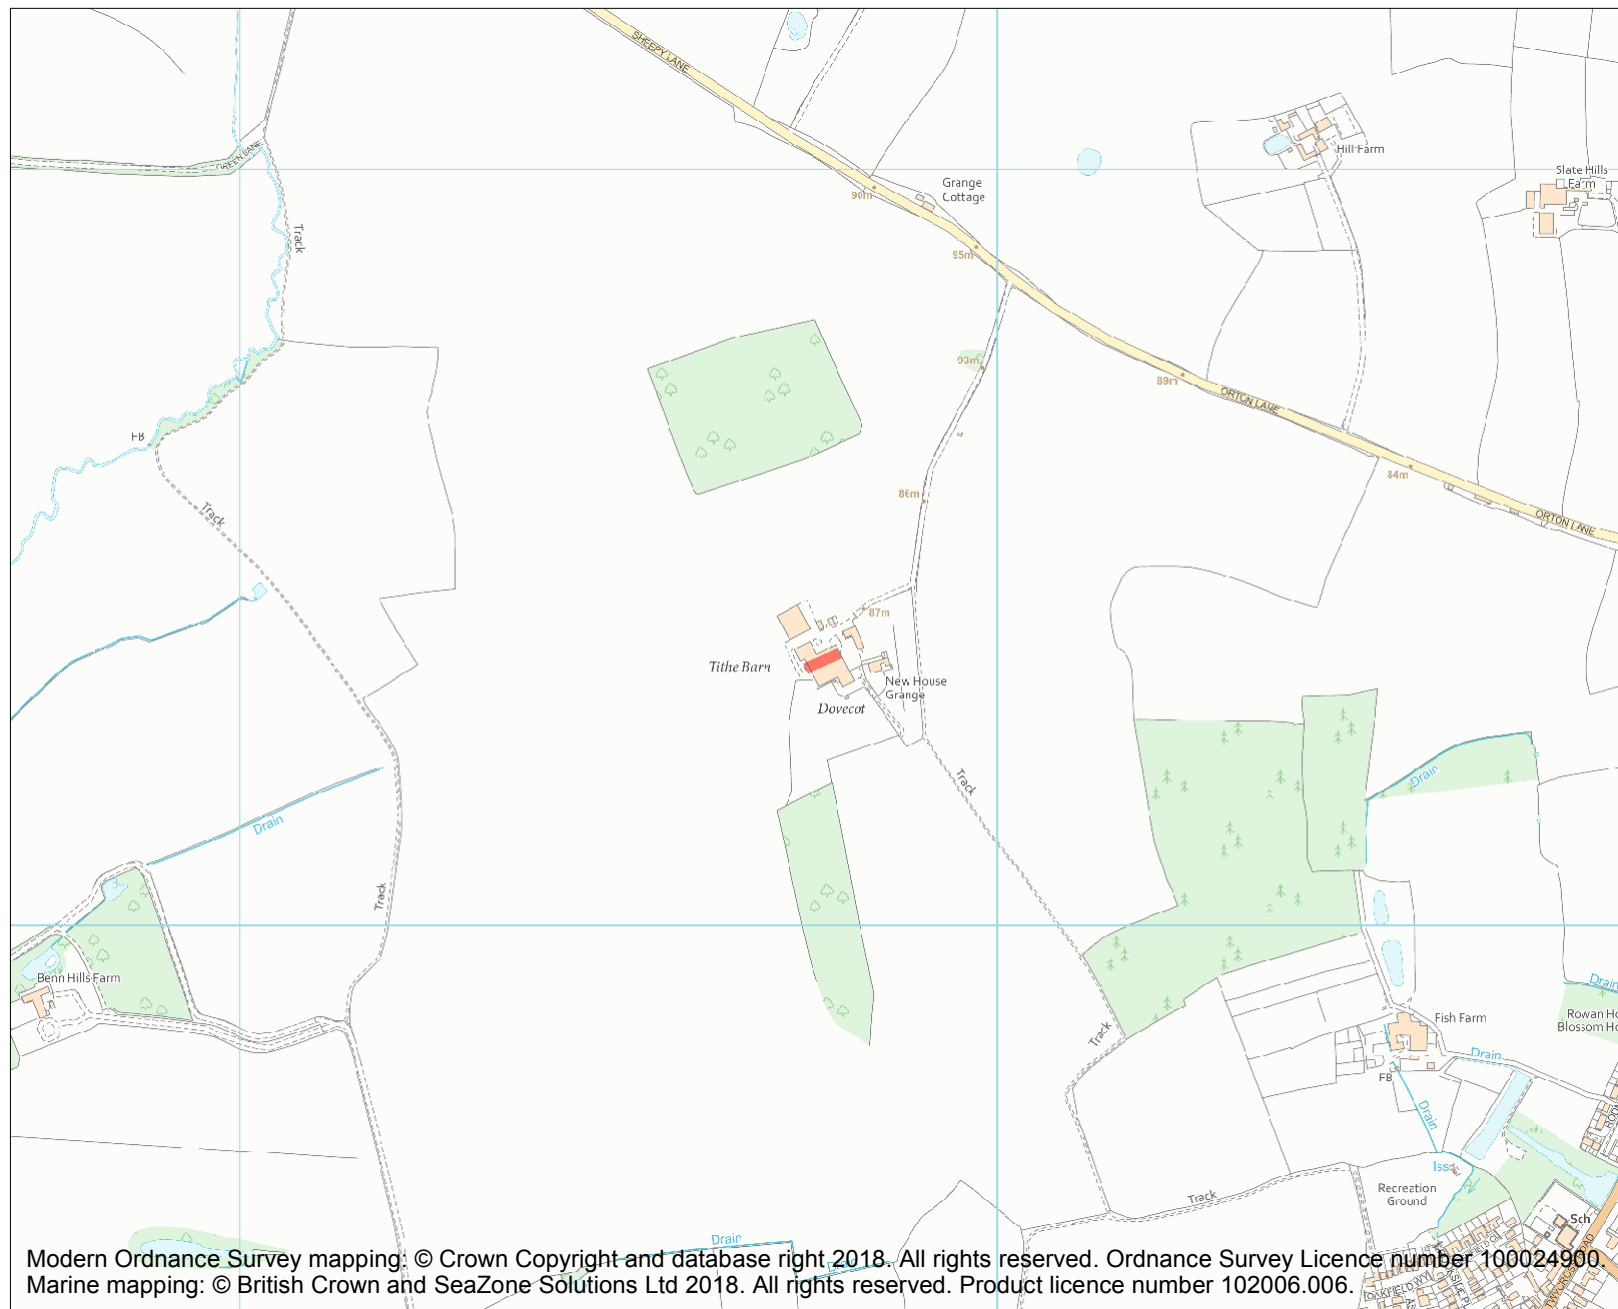 SHEEPY LANE
GREEN LANE
Hill Farm
Slate Hills
Farm
Grange
Cottage
90m
Track
95m
93m
89m
ORTON LANE
FB
84m
86m
Track
ORTON LANE
87m
Tithe Barn
New House
Grange
Dovecot
Track
Drain
Drain
Track
Benn Hills Farm
Drain
Fish Farm
Rowan Ho
Blossom Ho
Track
Drain
FB
Drain
Iss
Recreation
Ground
Track
Sch
Drain
Drain
OAKFIELD WY
Modern Ordnance Survey mapping: © Crown Copyright and database right 2018. All rights reserved. Ordnance Survey Licence number 100024900.
Marine mapping: © British Crown and SeaZone Solutions Ltd 2018. All rights reserved. Product licence number 102006.006.